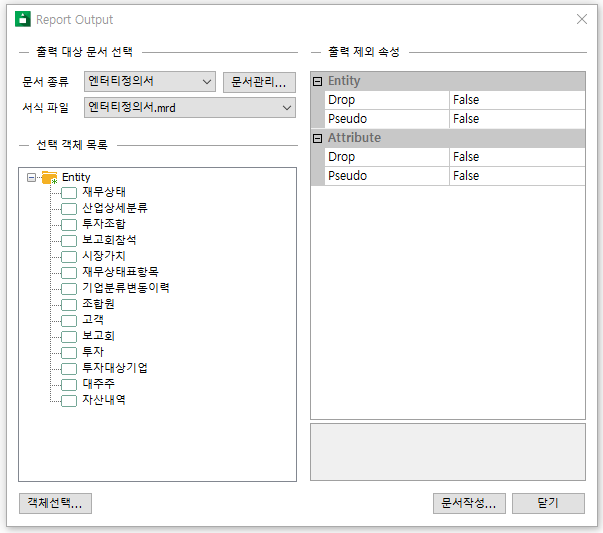 Report Output
출력 대상 문서 선택
문서 종류
엔터티정의서
문서관리...
서식 파일
엔터티정의서.mrd
선택 객체 목록
Entity
재무상태
산업상세분류
투자조합
보고회참석
시장가치
재무상태표항목
기업분류변동이력
조합원
고객
보고회
투자
투자대상기업
대주주
자산내역
객체선택...
출력 제외 속성
Entity
Drop False
Pseudo False
Attribute
Drop False
Pseudo False
문서작성...
닫기